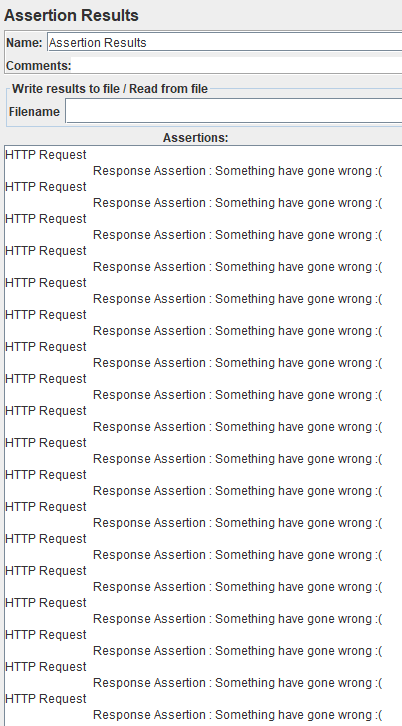 Assertion Results
Name: Assertion Results
Comments:
Write results to file / Read from file
Filename
Assertions:
HTTP Request
Response Assertion : Something have gone wrong :(
HTTP Request
Response Assertion : Something have gone wrong :(
HTTP Request
Response Assertion : Something have gone wrong :(
HTTP Request
Response Assertion : Something have gone wrong :(
HTTP Request
Response Assertion : Something have gone wrong :(
HTTP Request
Response Assertion : Something have gone wrong :(
HTTP Request
Response Assertion : Something have gone wrong :(
HTTP Request
Response Assertion : Something have gone wrong :(
HTTP Request
Response Assertion : Something have gone wrong :(
HTTP Request
Response Assertion : Something have gone wrong :(
HTTP Request
Response Assertion : Something have gone wrong :(
HTTP Request
Response Assertion : Something have gone wrong :(
HTTP Request
Response Assertion : Something have gone wrong :(
HTTP Request
Response Assertion : Something have gone wrong :(
HTTP Request
Response Assertion : Something have gone wrong :(
HTTP Request
Response Assertion : Something have gone wrong :(
HTTP Request
Response Assertion : Something have gone wrong :(
HTTP Request
Response Assertion : Something have gone wrong :(